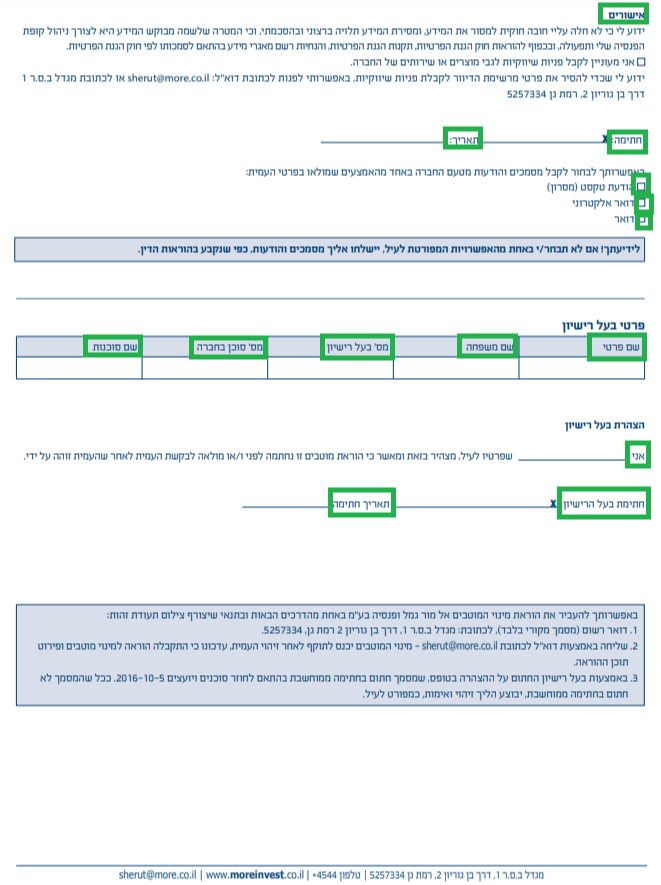 אישורים
ידוע לי כי לא חלה עליי חובה חוקית למסור את המידע, ומסירת המידע תלויה ברצוני ובהסכמתי, וכי המטרה שלשמה מבוקש המידע היא לצורך ניהול קופת
הפנסיה שלי ותפעולה, ובכפוף להוראות חוק הגנת הפרטיות, תקנות הגנת הפרטיות, והנחיות רשם מאגרי מידע בהתאם לסמכותו לפי חוק הגנת הפרטיות.
☐ אני מעוניין לקבל פניות שיווקיות לגבי מוצרים או שירותים של החברה.
ידוע לי שכדי להסיר את פרטי מרשימת הדיוור לקבלת פניות שיווקיות, באפשרותי לפנות לכתובת דוא"ל: sherut@more.co.il או לכתובת מגדל ב.ס.ר 1
דרך בן גוריון 2, רמת גן 5257334
חתימה: x תאריך:
באפשרותך לבחור לקבל מסמכים והודעות מטעם החברה באחד מהאמצעים שמולאו בפרטי העמית:
☐ הודעת טקסט (מסרון)
☐ דואר אלקטרוני
☐ דואר
לידיעתך! אם לא תבחר/י באחת מהאפשרויות המפורטת לעיל, יישלחו אליך מסמכים והודעות, כפי שנקבע בהוראות הדין.
פרטי בעל רישיון
שם פרטי שם משפחה מס' בעל רישיון מס' סוכן בחברה שם סוכנות
הצהרת בעל רישיון
אני שפרטיו לעיל, מצהיר בזאת ומאשר כי הוראת מוטבים זו נחתמה לפני ו/או מולאה לבקשת העמית לאחר שהעמית זוהה על ידי.
חתימת בעל הרישיון x תאריך חתימה
באפשרותך להעביר את הוראת מינוי המוטבים אל מור גמל ופנסיה בע"מ באחת מהדרכים הבאות ובתנאי שיצורף צילום תעודת זהות:
1. דואר רשום (מסמך מקורי בלבד), לכתובת: מגדל ב.ס.ר 1, דרך בן גוריון 2 רמת גן, 5257334.
2. שליחה באמצעות דוא"ל לכתובת sherut@more.co.il – מינוי המוטבים יכנס לתוקף לאחר זיהוי העמית, עדכונו כי התקבלה הוראה למינוי מוטבים ופירוט
תוכן ההוראה.
3. באמצעות בעל רישיון החתום על ההצהרה בטופס, שמסמך חתום בחתימה ממוחשבת בהתאם לחוזר סוכנים ויועצים 2016-10-5. ככל שהמסמך לא
חתום בחתימה ממוחשבת, יבוצע הליך זיהוי ואימות, כמפורט לעיל.
מגדל ב.ס.ר 1, דרך בן גוריון 2, רמת גן 5257334 | טלפון 4544* | sherut@more.co.il | www.moreinvest.co.il